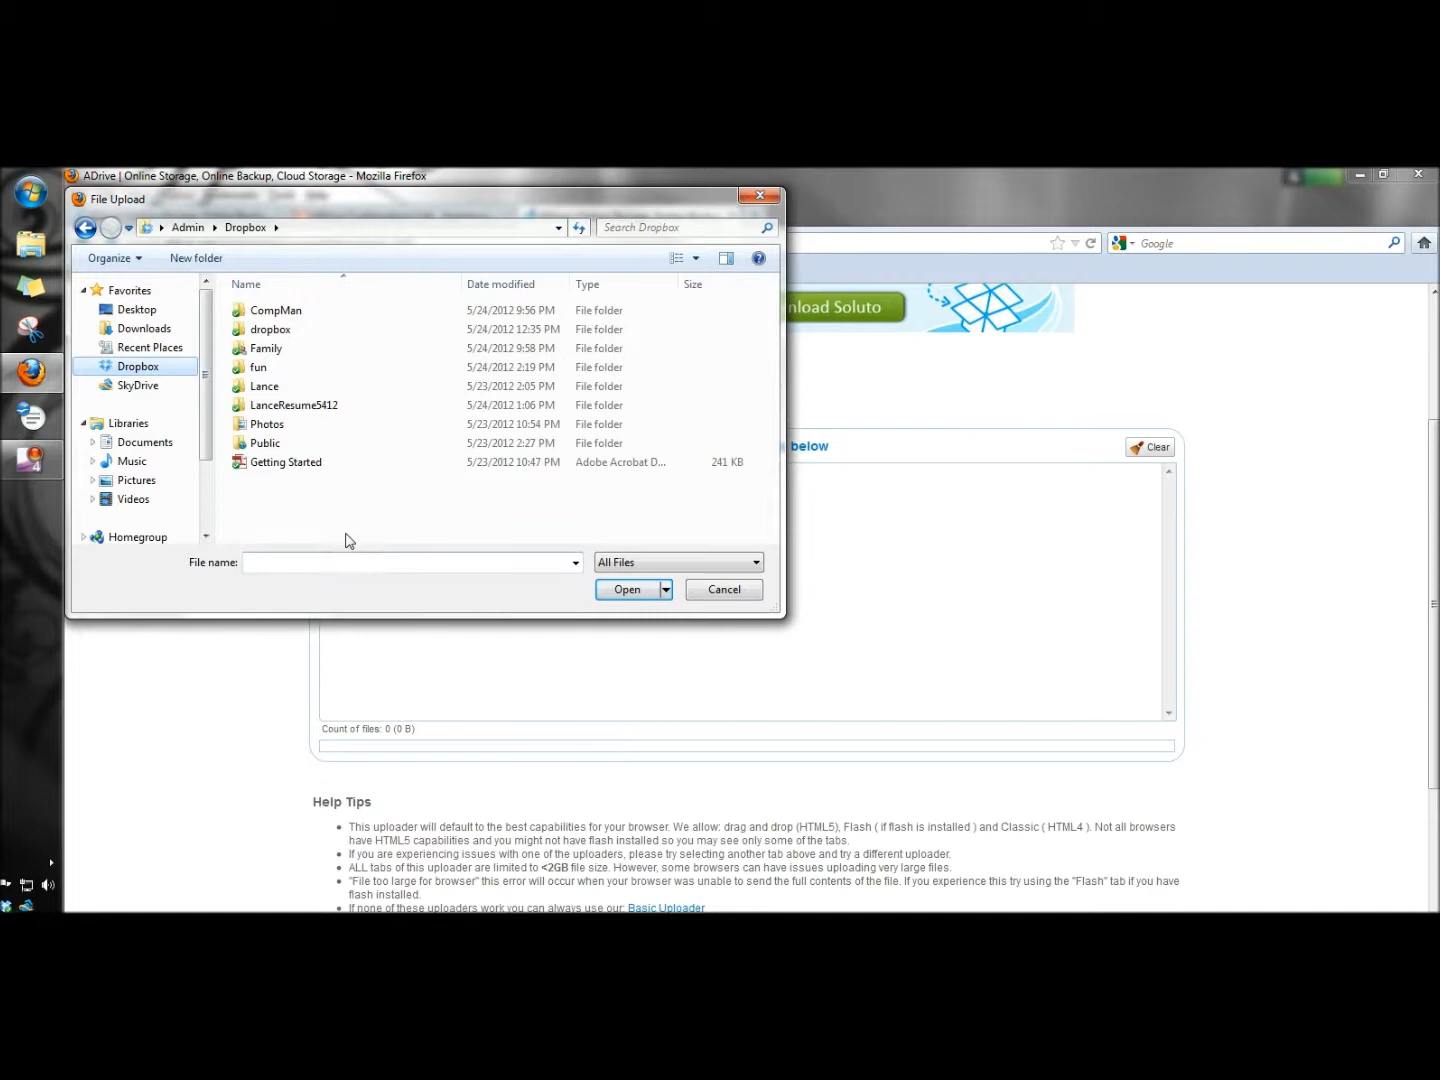 ADrive | Online Storage, Online Backup, Cloud Storage - Mozilla Firefox
File Upload
Admin Dropbox
Search Dropbox
Google
Organize New folder
Name Date modified Type Size
Favorites
Desktop
Downloads
Recent Places
Dropbox
SkyDrive
Libraries
Documents
Music
Pictures
Videos
Homegroup
CompMan 5/24/2012 9:56 PM File folder
dropbox 5/24/2012 12:35 PM File folder
Family 5/24/2012 9:58 PM File folder
fun 5/24/2012 2:19 PM File folder
Lance 5/23/2012 2:05 PM File folder
LanceResume5412 5/24/2012 1:06 PM File folder
Photos 5/23/2012 10:54 PM File folder
Public 5/23/2012 2:27 PM File folder
Getting Started 5/23/2012 10:47 PM Adobe Acrobat D... 241 KB
File name: All Files
Open Cancel
nload Soluto
below
Clear
Count of files: 0 (0 B)
Help Tips
This uploader will default to the best capabilities for your browser. We allow: drag and drop (HTML5), Flash ( if flash is installed ) and Classic ( HTML4 ). Not all browsers
have HTML5 capabilities and you might not have flash installed so you may see only some of the tabs.
If you are experiencing issues with one of the uploaders, please try selecting another tab above and try a different uploader.
ALL tabs of this uploader are limited to <2GB file size. However, some browsers can have issues uploading very large files.
"File too large for browser" this error will occur when your browser was unable to send the full contents of the file. If you experience this try using the "Flash" tab if you have
flash installed.
If none of these uploaders work you can always use our: Basic Uploader